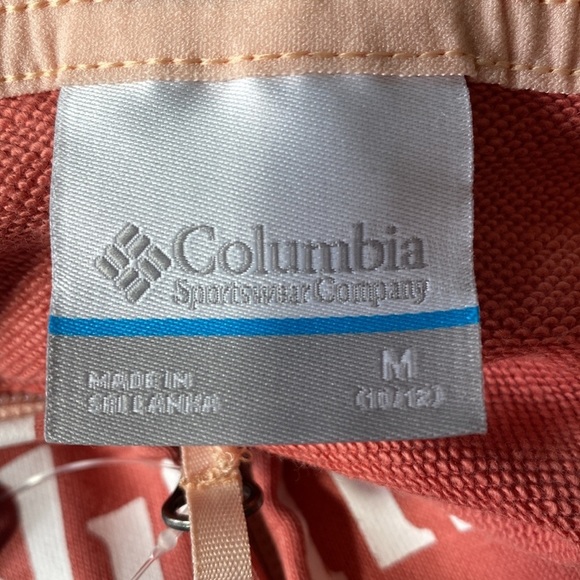 Columbia
Sportswear Company
MADE IN
SRI LANKA
M
(10/12)